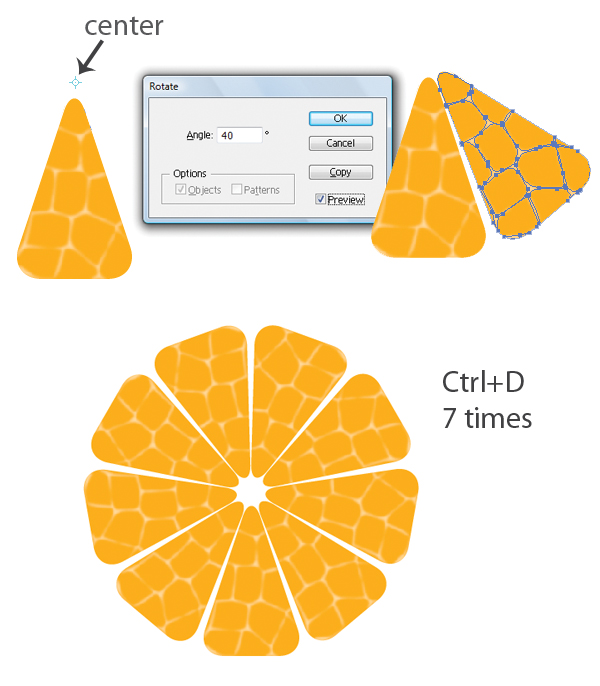 center
Rotate
Angle: 40 °
OK
Cancel
Options
Objects Patterns
Copy
Preview
Ctrl+D
7 times